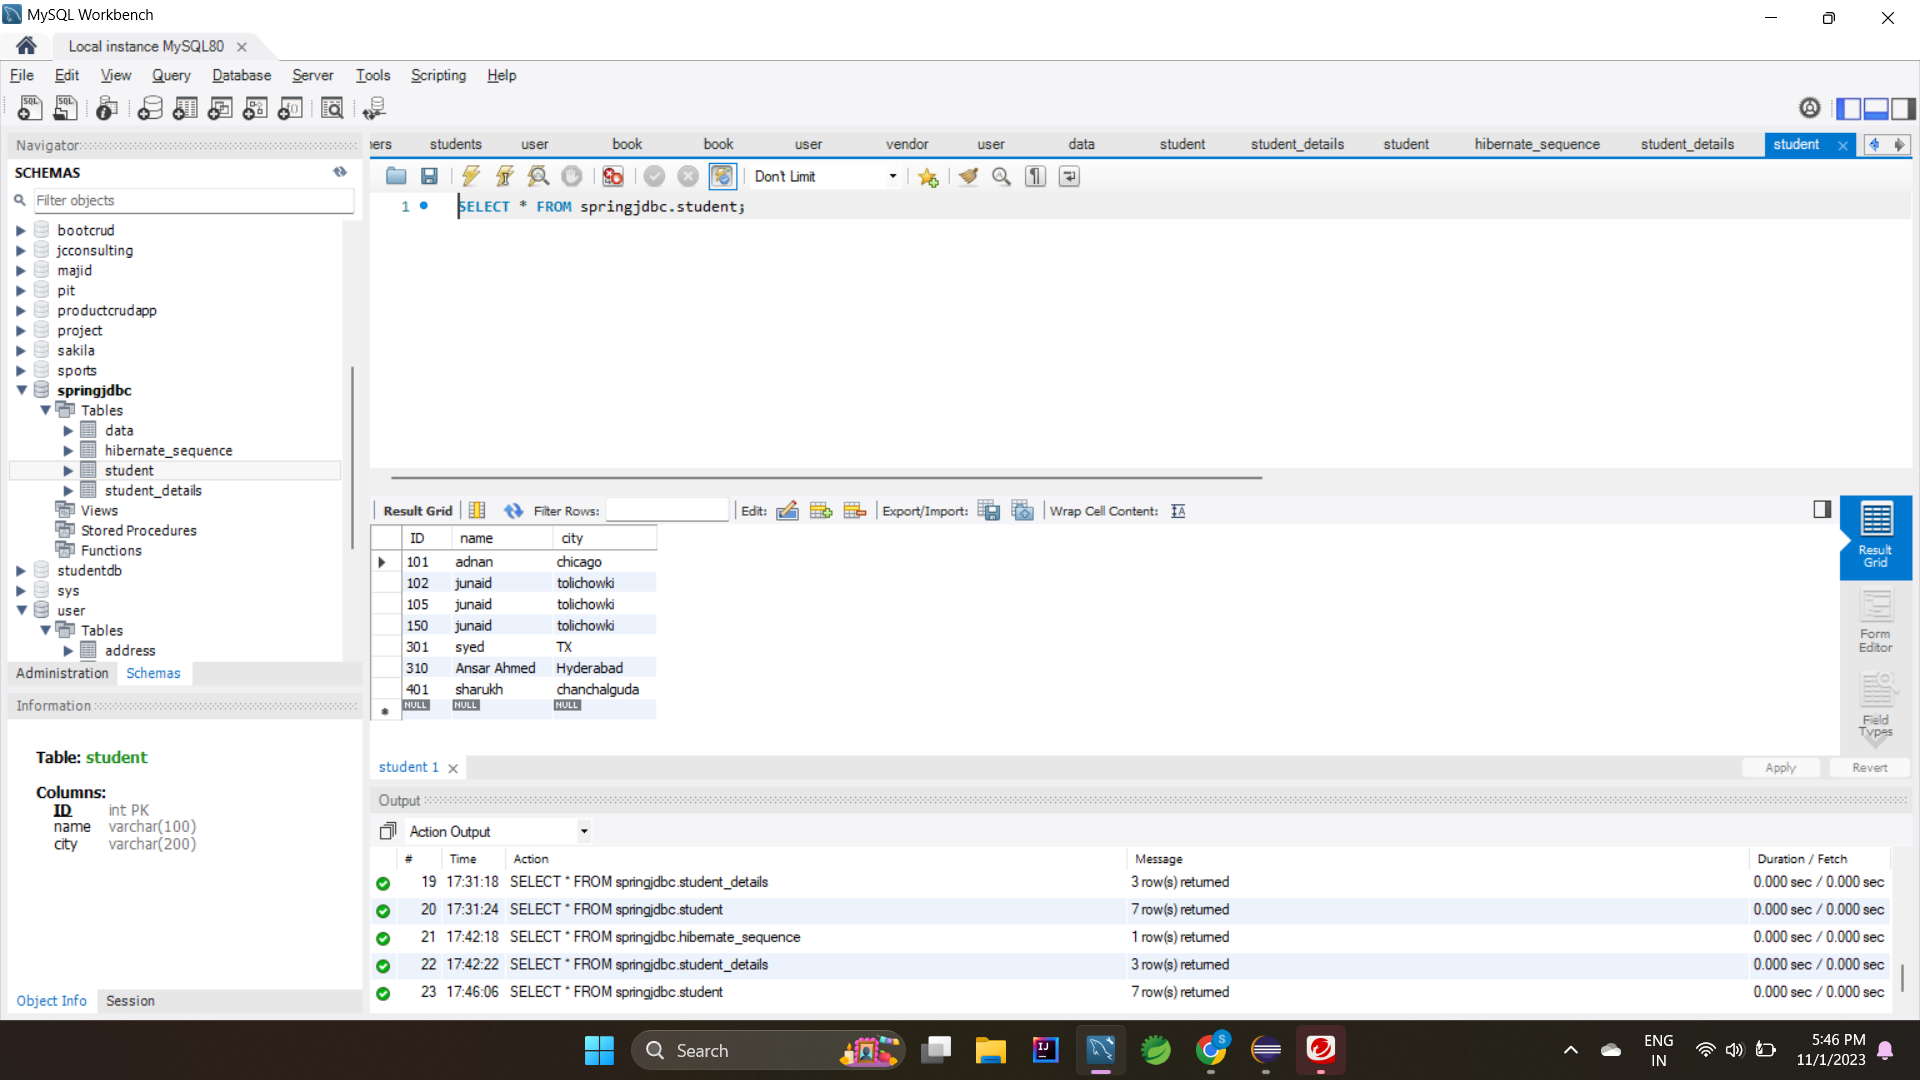 MySQL Workbench
Local instance MySQL80
File Edit View Query Database Server Tools Scripting Help
Navigator
SCHEMAS
Filter objects
bootcrud
jcconsulting
majid
pit
productcrudapp
project
sakila
sports
springjdbc
Tables
data
hibernate_sequence
student
student_details
Views
Stored Procedures
Functions
studentdb
sys
user
Tables
address
Administration Schemas
Information
Table: student
Columns:
ID int PK
name varchar(100)
city varchar(200)
Object Info Session
ners students user book book user vendor user data student student_details student hibernate_sequence student_details student
Don't Limit
1 SELECT * FROM springjdbc.student;
Result Grid Filter Rows: Edit: Export/Import: Wrap Cell Content:
ID name city
101 adnan chicago
102 junaid tolichowki
105 junaid tolichowki
150 junaid tolichowki
301 syed TX
310 Ansar Ahmed Hyderabad
401 sharukh chanchalguda
NULL NULL NULL
Result
Grid
Form
Editor
Field
Types
student 1
Apply Revert
Output
Action Output
# Time Action Message Duration / Fetch
19 17:31:18 SELECT * FROM springjdbc.student_details 3 row(s) returned 0.000 sec / 0.000 sec
20 17:31:24 SELECT * FROM springjdbc.student 7 row(s) returned 0.000 sec / 0.000 sec
21 17:42:18 SELECT * FROM springjdbc.hibernate_sequence 1 row(s) returned 0.000 sec / 0.000 sec
22 17:42:22 SELECT * FROM springjdbc.student_details 3 row(s) returned 0.000 sec / 0.000 sec
23 17:46:06 SELECT * FROM springjdbc.student 7 row(s) returned 0.000 sec / 0.000 sec
Search
ENG
IN
5:46 PM
11/1/2023